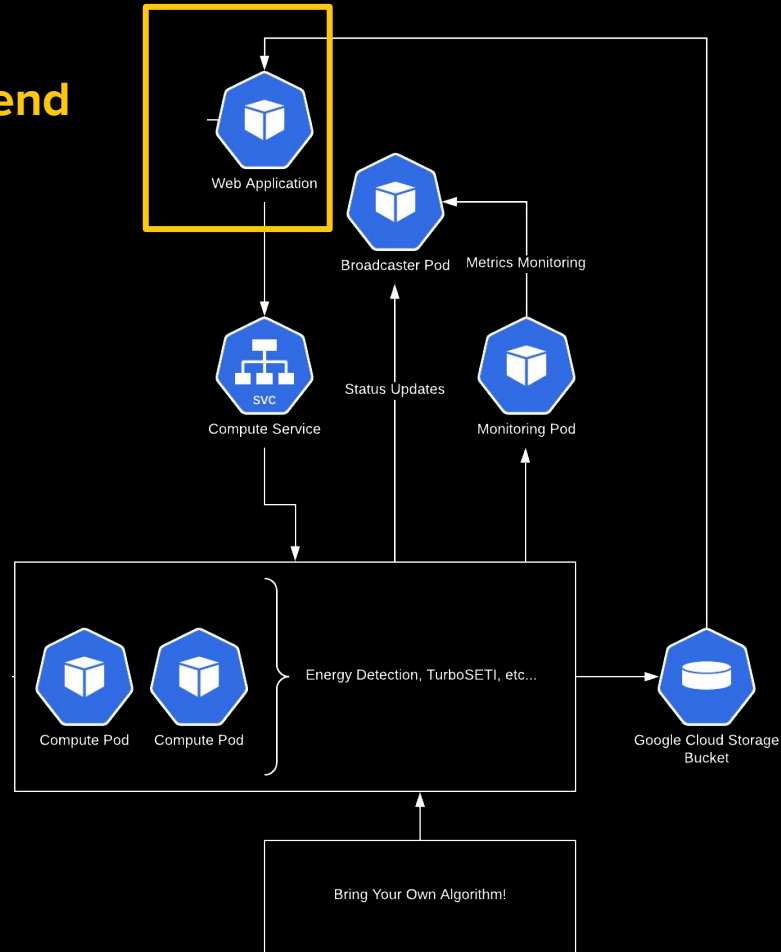 end
Web Application
Broadcaster Pod
Metrics Monitoring
Status Updates
svc
Compute Service
Monitoring Pod
Energy Detection, TurboSETI, etc...
Compute Pod
Compute Pod
Google Cloud Storage
Bucket
Bring Your Own Algorithm!